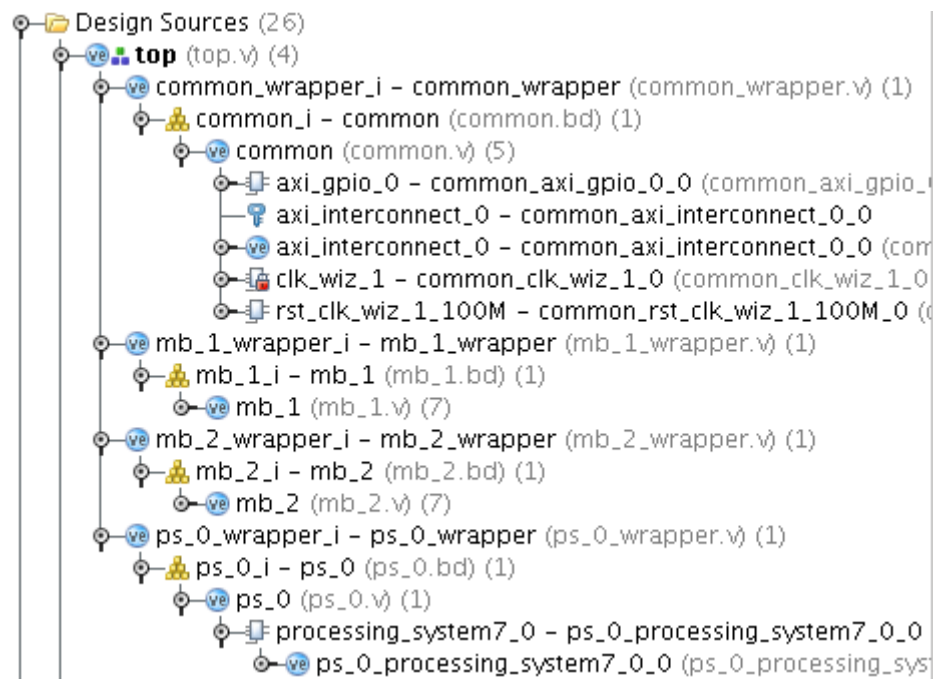 Design Sources (26)
top (top.v) (4)
common_wrapper_i - common_wrapper (common_wrapper.v) (1)
common_i - common (common.bd) (1)
common (common.v) (5)
axi_gpio_0 - common_axi_gpio_0_0 (common_axi_gpio_
axi_interconnect_0 - common_axi_interconnect_0_0
axi_interconnect_0 - common_axi_interconnect_0_0 (com
clk_wiz_1 - common_clk_wiz_1_0 (common_clk_wiz_1_0
rst_clk_wiz_1_100M - common_rst_clk_wiz_1_100M_0 (
mb_1_wrapper_i - mb_1_wrapper (mb_1_wrapper.v) (1)
mb_1_i - mb_1 (mb_1.bd) (1)
mb_1 (mb_1.v) (7)
mb_2_wrapper_i - mb_2_wrapper (mb_2_wrapper.v) (1)
mb_2_i - mb_2 (mb_2.bd) (1)
mb_2 (mb_2.v) (7)
ps_0_wrapper_i - ps_0_wrapper (ps_0_wrapper.v) (1)
ps_0_i - ps_0 (ps_0.bd) (1)
ps_0 (ps_0.v) (1)
processing_system7_0 - ps_0_processing_system7_0_0
ps_0_processing_system7_0_0 (ps_0_processing_sys